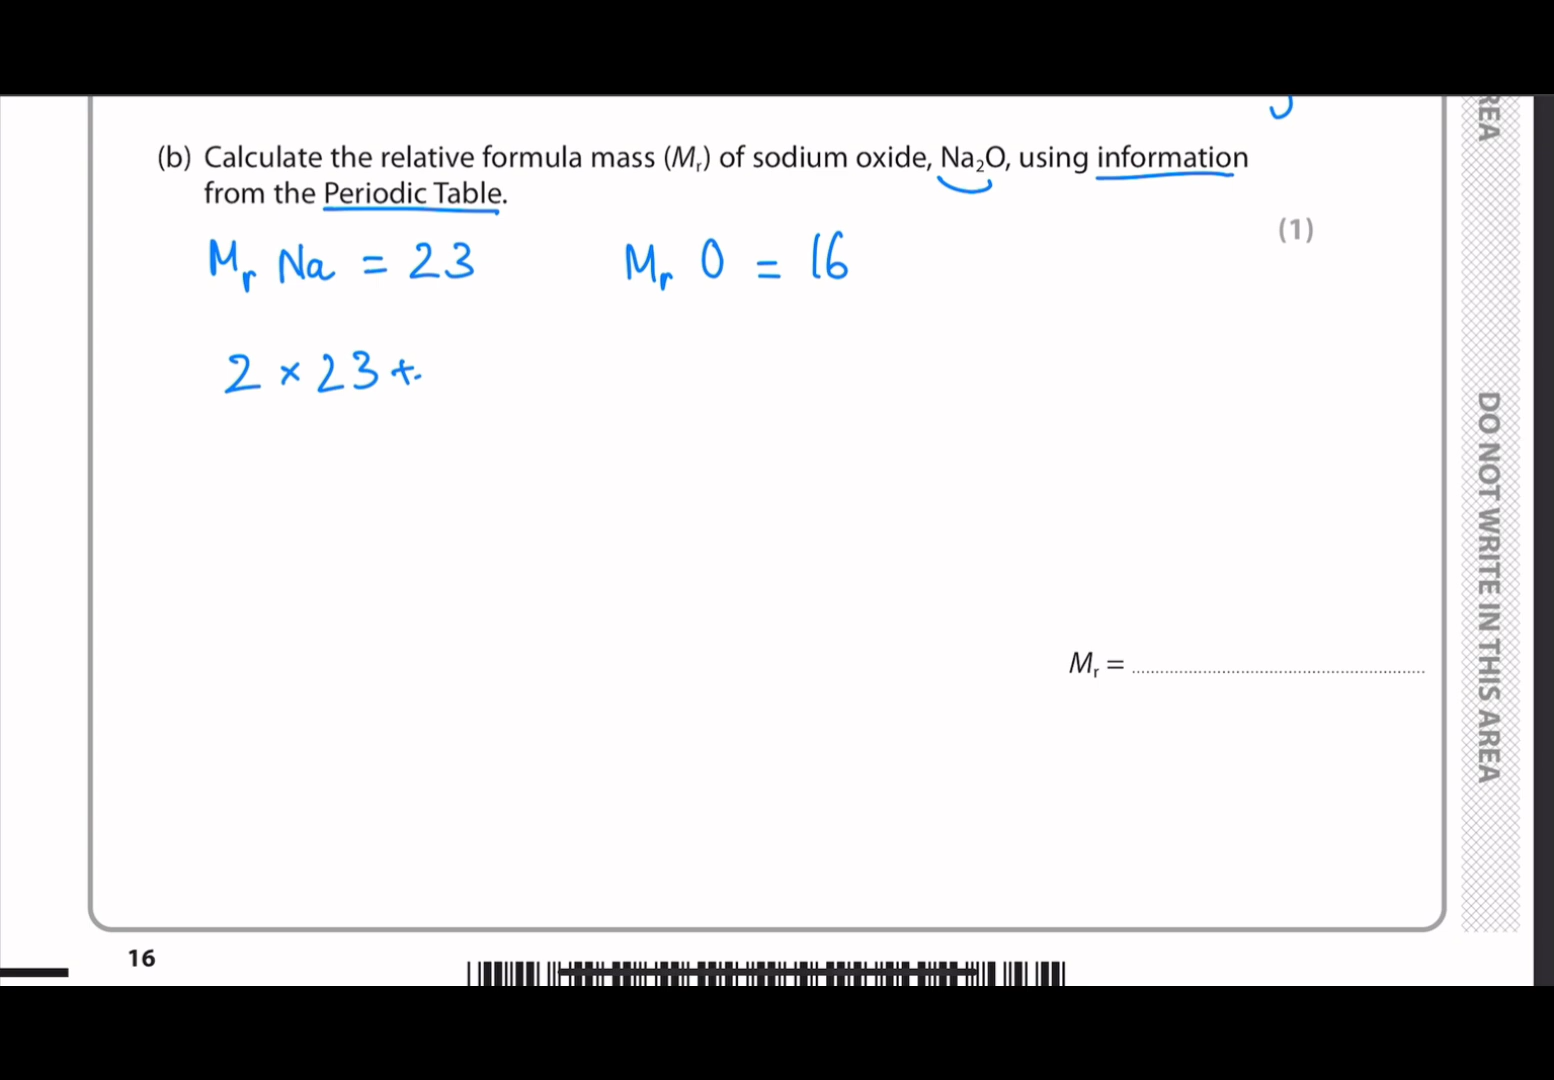 (b) Calculate the relative formula mass (Mᵣ) of sodium oxide, Na₂O, using information
from the Periodic Table.
(1)
Mᵣ Na = 23 Mᵣ O = 16
2 × 23 +
Mᵣ = ........................................................
16
REA
DO NOT WRITE IN THIS AREA